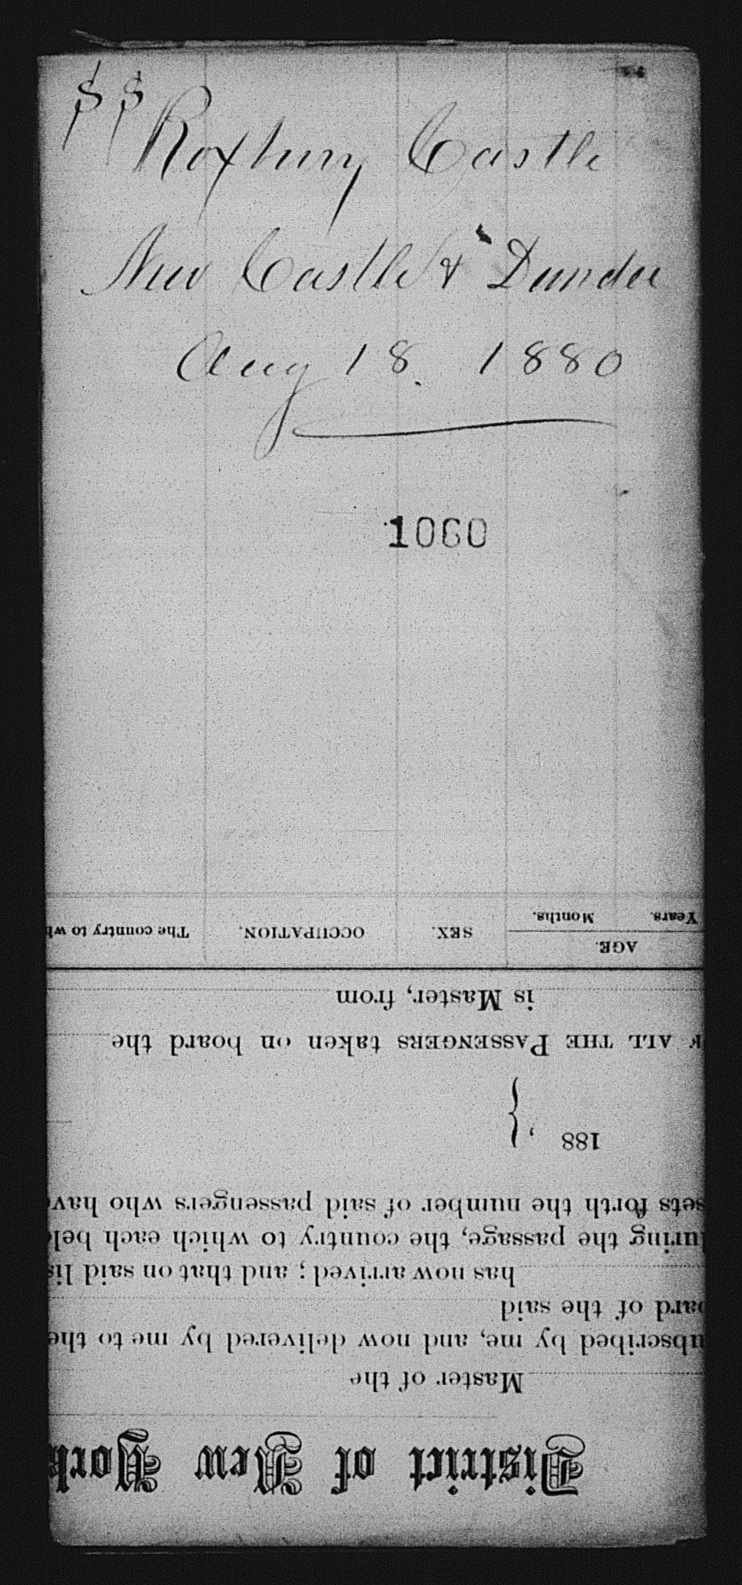 SS Roxburg Castle
New Castle & Dundee
Aug 18. 1880
1060
Years. Months. SEX. OCCUPATION. The country to wh
AGE.
is Master, from
ALL THE PASSENGERS taken on board the
188 , }
sets forth the number of said passengers who have
during the passage, the country to which each bel
has now arrived ; and that on said lis
oard of the said
ubscribed by me, and now delivered by me to the
Master of the
District of New York